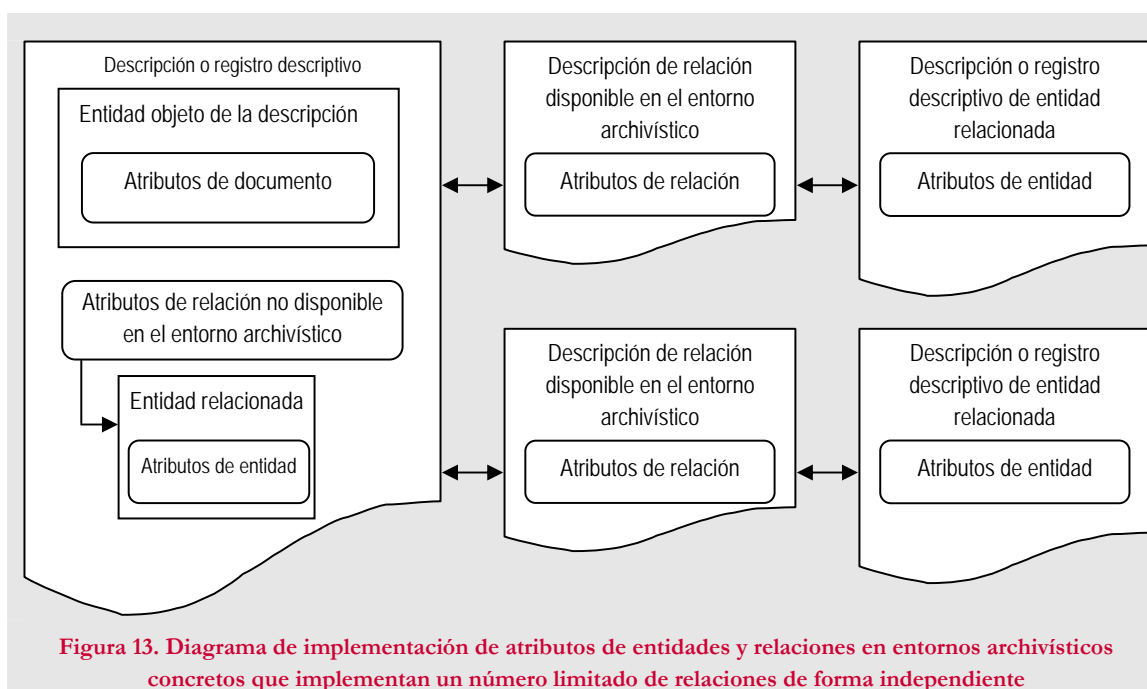 Descripción o registro descriptivo
Entidad objeto de la descripción
Atributos de documento
Atributos de relación no disponible
en el entorno archivístico
Entidad relacionada
Atributos de entidad
Descripción de relación
disponible en el entorno
archivístico
Atributos de relación
Descripción o registro
descriptivo de entidad
relacionada
Atributos de entidad
Descripción de relación
disponible en el entorno
archivístico
Atributos de relación
Descripción o registro
descriptivo de entidad
relacionada
Atributos de entidad
Figura 13. Diagrama de implementación de atributos de entidades y relaciones en entornos archivísticos
concretos que implementan un número limitado de relaciones de forma independiente